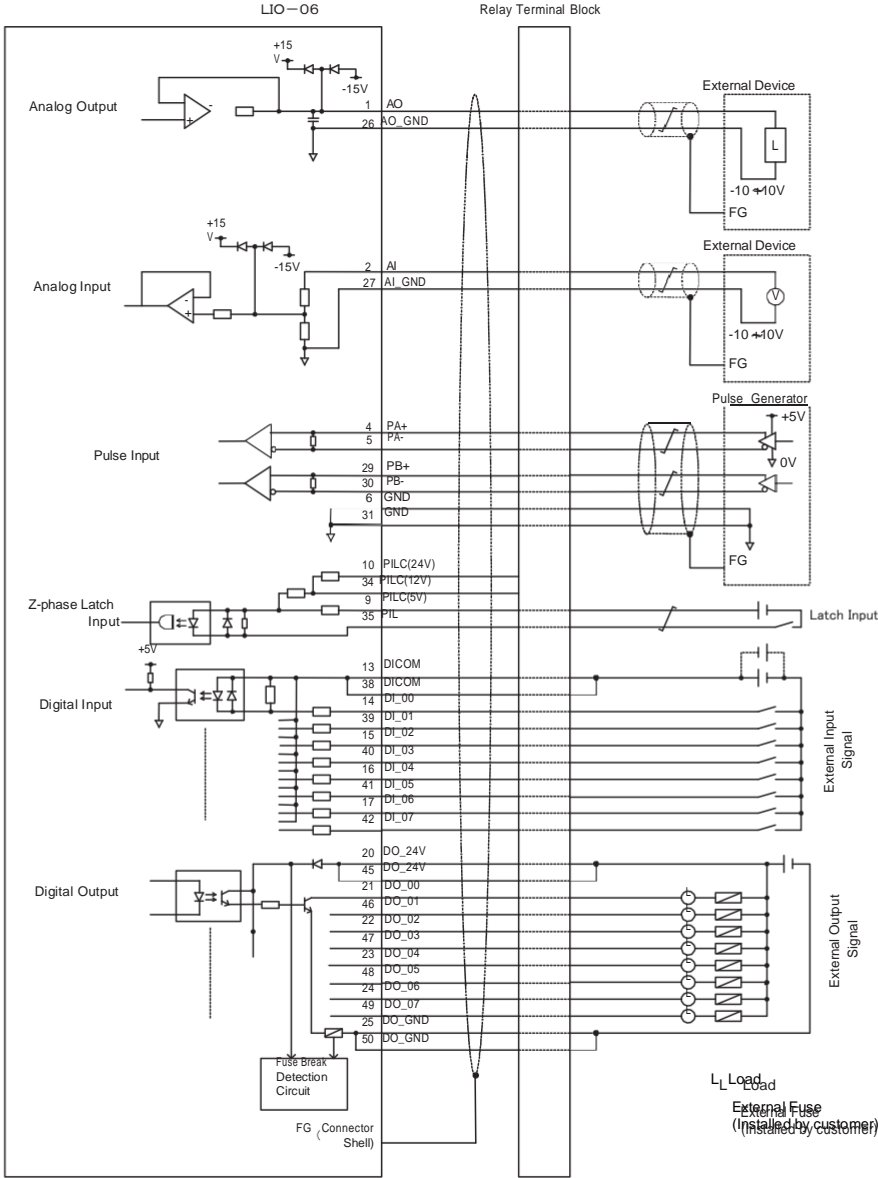 LIO－06
Relay Terminal Block
+15
V
-15V
Analog Output
-
+
1 AO
26 AO_GND
External Device
L
-10 +10V
FG
+15
V
-15V
Analog Input
-
+
2 AI
27 AI_GND
External Device
V
-10 +10V
FG
Pulse Generator
+5V
0V
FG
Pulse Input
4 PA+
5 PA-
29 PB+
30 PB-
6 GND
31 GND
10 PILC(24V)
34 PILC(12V)
9 PILC(5V)
35 PIL
Z-phase Latch
Input
Latch Input
+5V
Digital Input
13 DICOM
38 DICOM
14 DI_00
39 DI_01
15 DI_02
40 DI_03
16 DI_04
41 DI_05
17 DI_06
42 DI_07
External Input
Signal
Digital Output
20 DO_24V
45 DO_24V
21 DO_00
46 DO_01
22 DO_02
47 DO_03
23 DO_04
48 DO_05
24 DO_06
49 DO_07
25 DO_GND
50 DO_GND
L
L
L
L
L
L
L
L
External Output
Signal
Fuse Break
Detection
Circuit
FG (Connector
Shell)
L Load
L Load
External Fuse
External Fuse
(Installed by customer)
(Installed by customer)